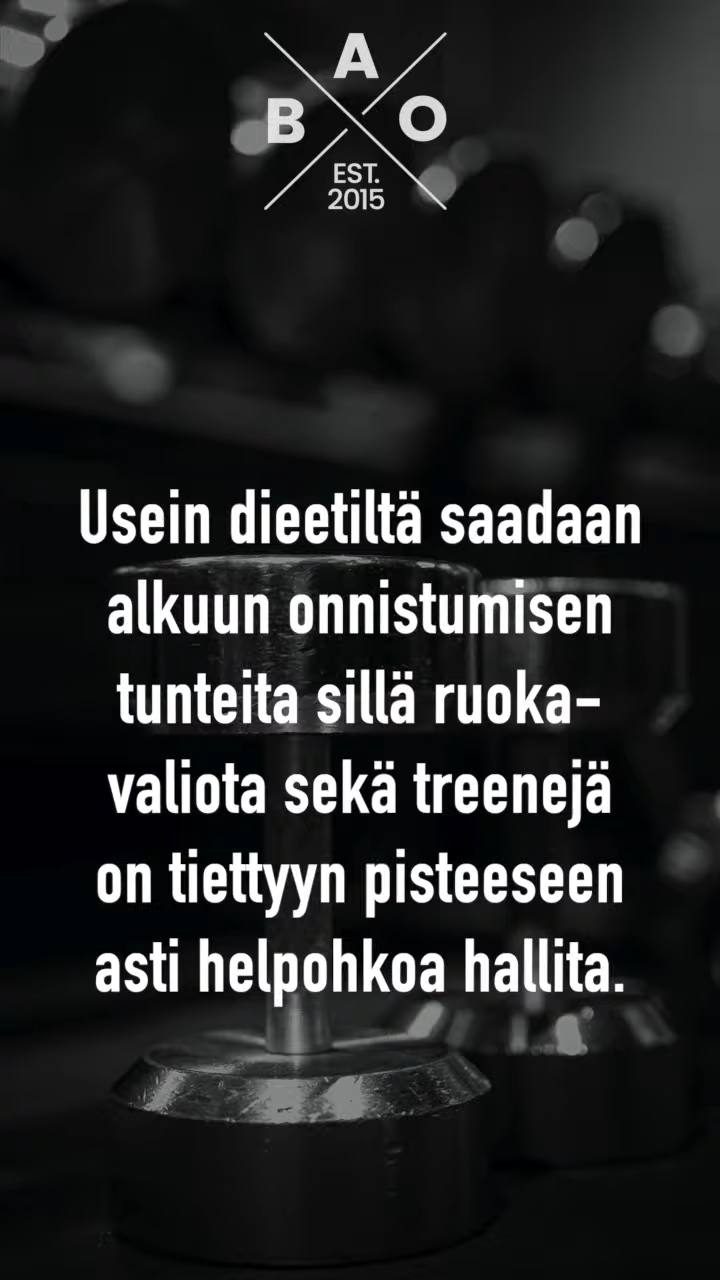 A
B O
EST.
2015
Usein dieetiltä saadaan
alkuun onnistumisen
tunteita sillä ruoka-
valiota sekä treenejä
on tiettyyn pisteeseen
asti helpohkoa hallita.